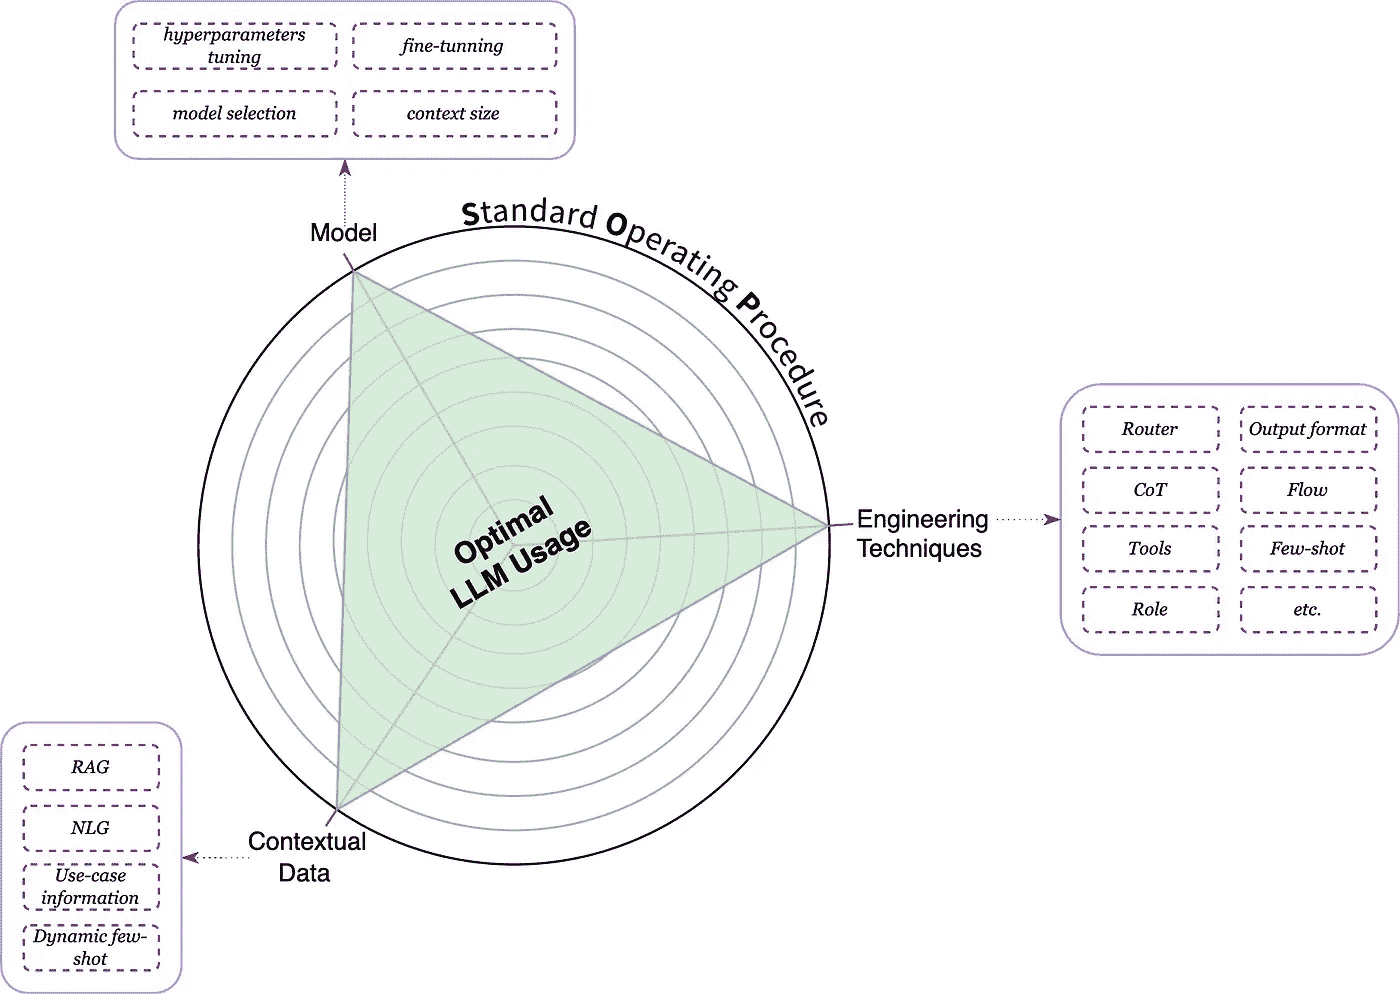 hyperparameters
tuning
fine-tunning
model selection
context size
Model
Standard Operating Procedure
Optimal
LLM Usage
Engineering
Techniques
Router
Output format
CoT
Flow
Tools
Few-shot
Role
etc.
Contextual
Data
RAG
NLG
Use-case
information
Dynamic few-
shot